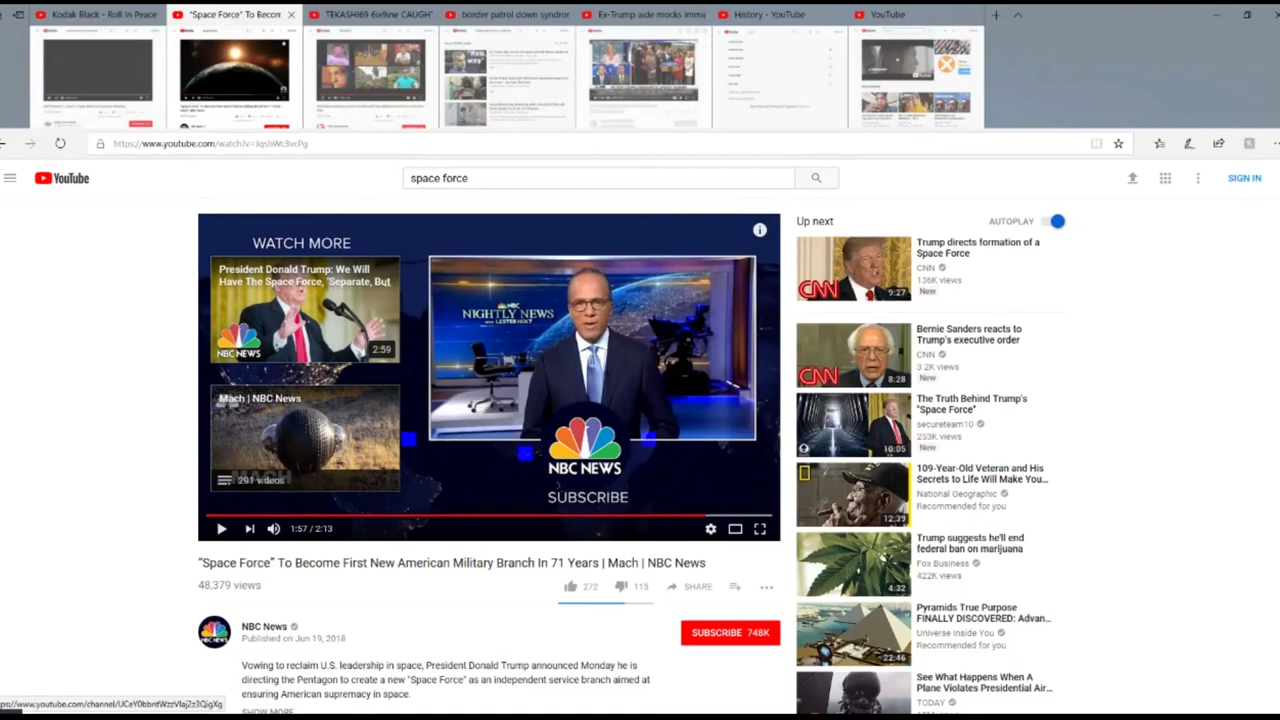 Kodak Black - Roll in Peace
"Space Force" To Becom
TEKASHI69 6ix9ine CAUGHT
border patrol down syndror
Ex-Trump aide mocks immi
History - YouTube
YouTube
https://www.youtube.com/watch?v=JqshWc3vcPg
YouTube
space force
SIGN IN
WATCH MORE
President Donald Trump: We Will
Have The Space Force, 'Separate, But
NBC NEWS
2:59
Mach | NBC News
MACH
291 videos
NBC
NIGHTLY NEWS
WITH LESTER HOLT
NBC NEWS
SUBSCRIBE
1:57 / 2:13
"Space Force" To Become First New American Military Branch In 71 Years | Mach | NBC News
48,379 views
272
115
SHARE
NBC News
Published on Jun 19, 2018
SUBSCRIBE 748K
Vowing to reclaim U.S. leadership in space, President Donald Trump announced Monday he is
directing the Pentagon to create a new "Space Force" as an independent service branch aimed at
ensuring American supremacy in space.
SHOW MORE
Up next
AUTOPLAY
CNN
9:27
Trump directs formation of a
Space Force
CNN
136K views
New
CNN
8:28
Bernie Sanders reacts to
Trump's executive order
CNN
3.2K views
New
10:05
The Truth Behind Trump's
"Space Force"
secureteam10
253K views
New
12:39
109-Year-Old Veteran and His
Secrets to Life Will Make You...
National Geographic
Recommended for you
4:32
Trump suggests he'll end
federal ban on marijuana
Fox Business
422K views
22:46
Pyramids True Purpose
FINALLY DISCOVERED: Advan...
Universe Inside You
Recommended for you
See What Happens When A
Plane Violates Presidential Air...
TODAY